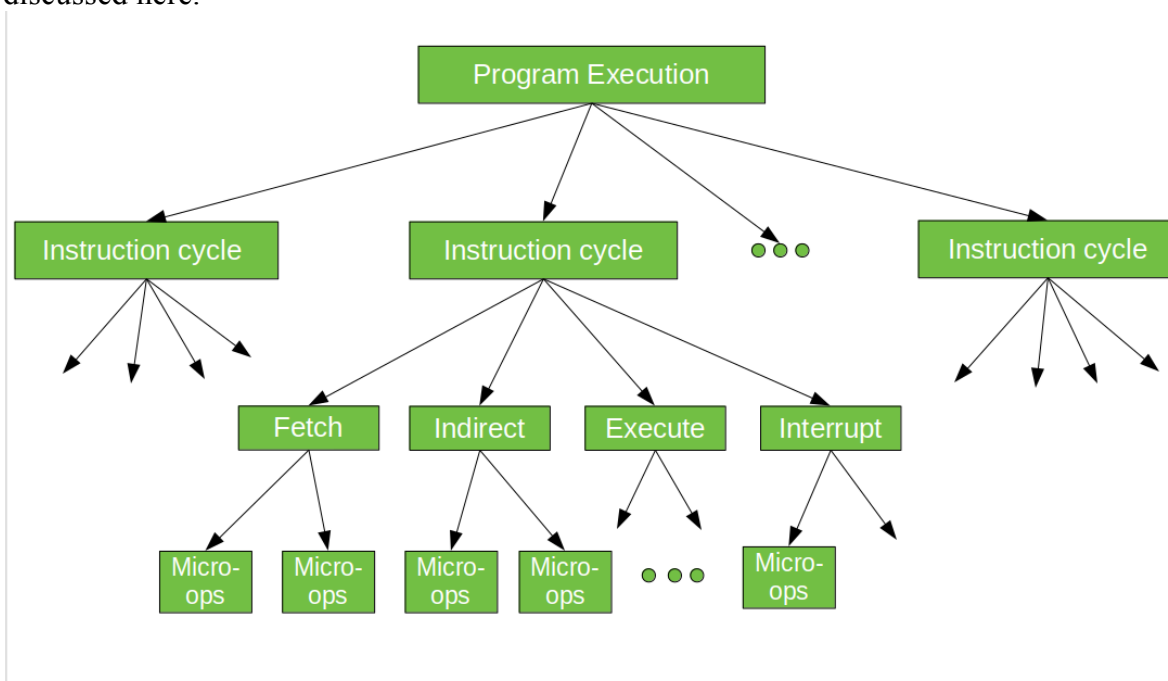 discussed here.
Program Execution
Instruction cycle
Instruction cycle
Instruction cycle
Fetch
Indirect
Execute
Interrupt
Micro-
ops
Micro-
ops
Micro-
ops
Micro-
ops
Micro-
ops